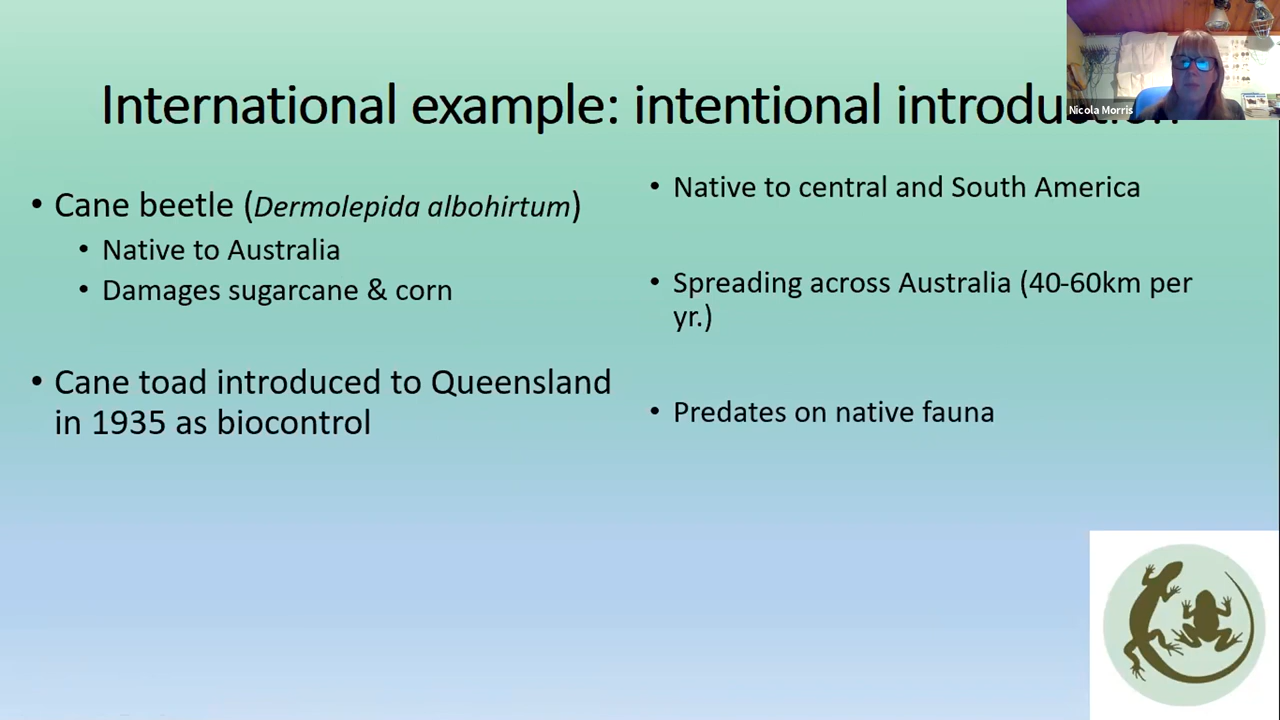 International example: intentional introduction
Nicola Morris
• Cane beetle (Dermolepida albohirtum)
• Native to Australia
• Damages sugarcane & corn
• Cane toad introduced to Queensland
in 1935 as biocontrol
• Native to central and South America
• Spreading across Australia (40-60km per
yr.)
• Predates on native fauna